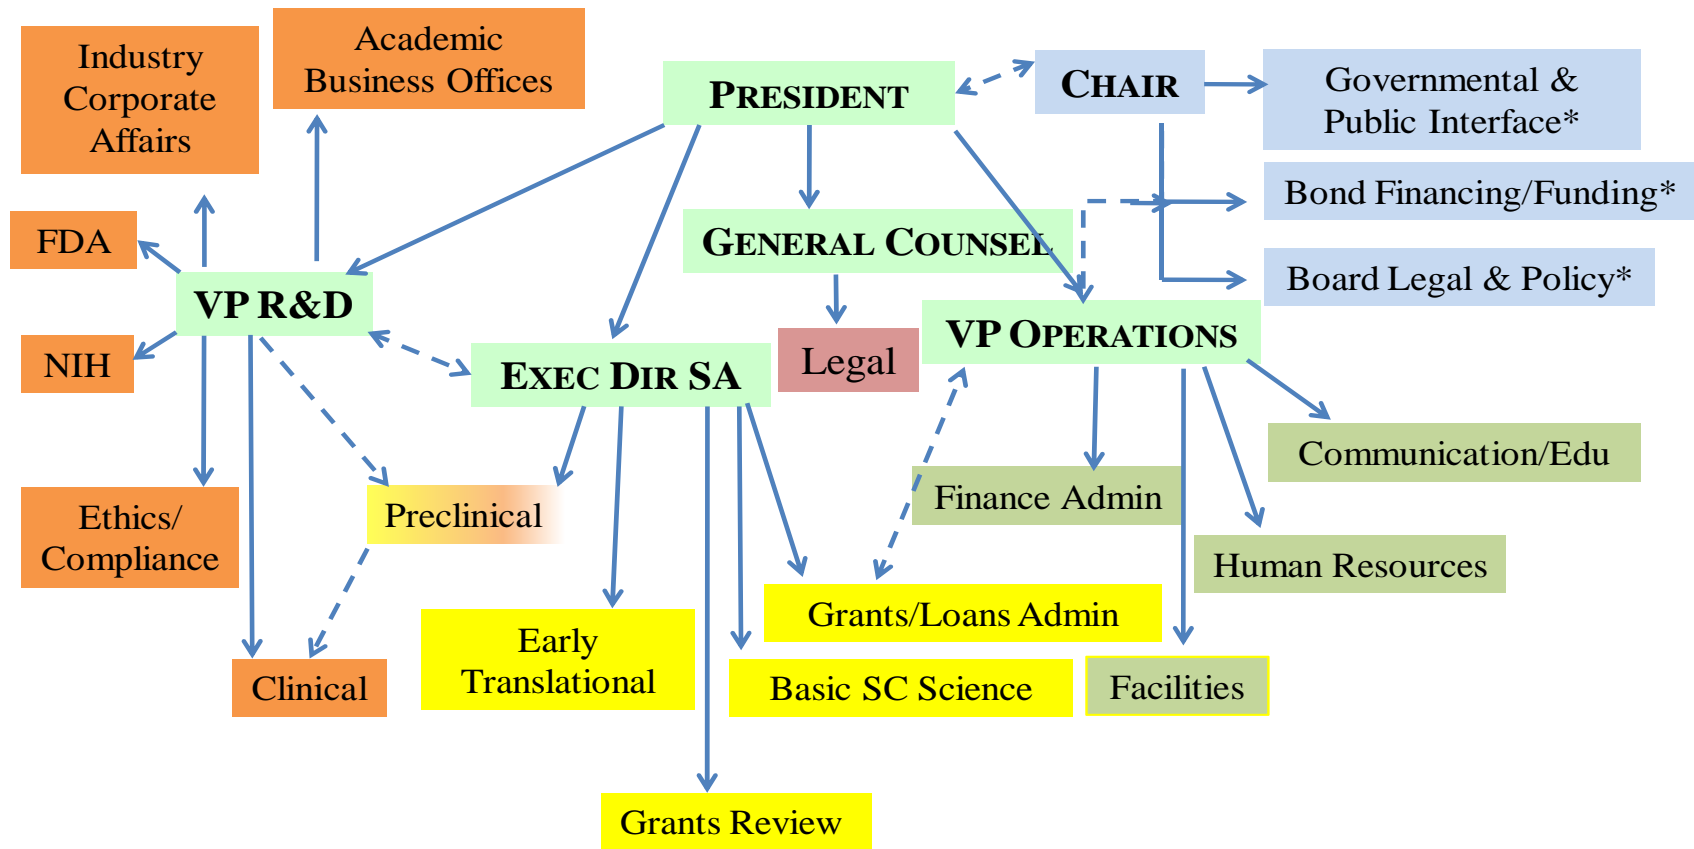 Industry
Corporate
Affairs
Academic
Business Offices
PRESIDENT
CHAIR
Governmental &
Public Interface*
Bond Financing/Funding*
FDA
GENERAL COUNSEL
Board Legal & Policy*
VP R&D
VP OPERATIONS
NIH
EXEC DIR SA
Legal
Communication/Edu
Ethics/
Compliance
Preclinical
Finance Admin
Human Resources
Grants/Loans Admin
Early
Translational
Clinical
Basic SC Science
Facilities
Grants Review